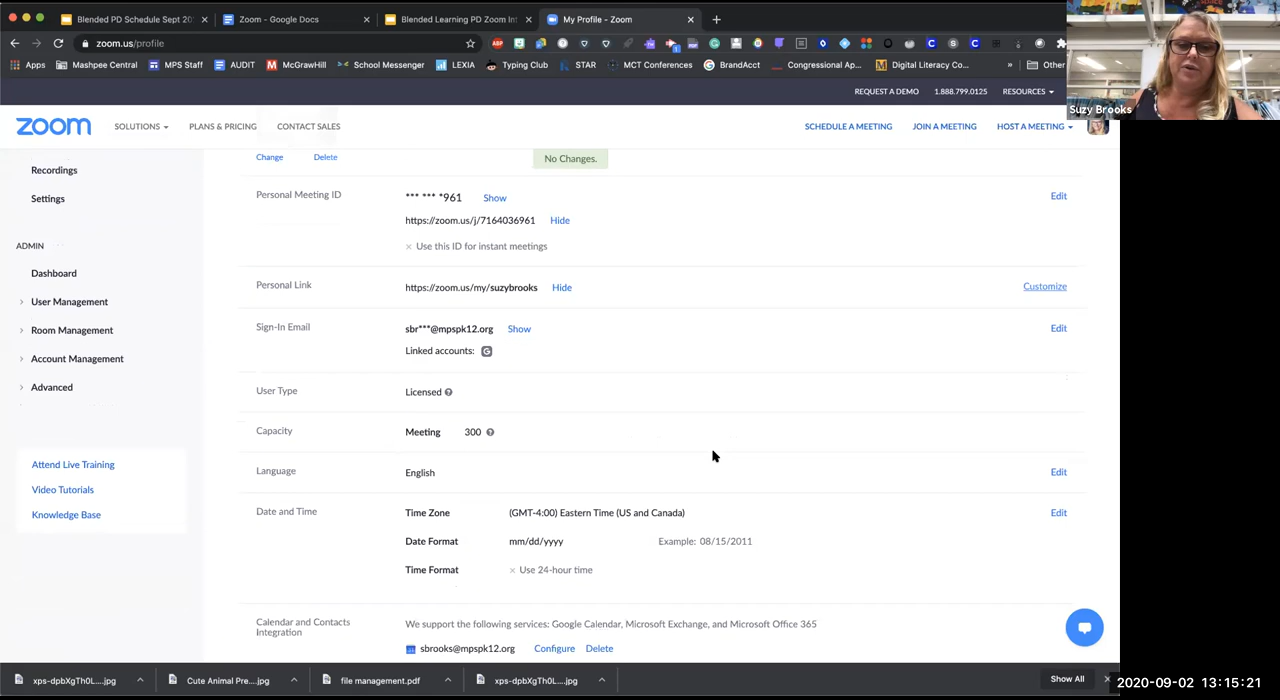 Blended PD Schedule Sept 20
Zoom - Google Docs
Blended Learning PD Zoom Int
My Profile - Zoom
zoom.us/profile
Apps
Mashpee Central
MPS Staff
AUDIT
McGrawHill
School Messenger
LEXIA
Typing Club
STAR
MCT Conferences
BrandAcct
Congressional Ap...
Digital Literacy Co...
»
Other
Suzy Brooks
REQUEST A DEMO
1.888.799.0125
RESOURCES
zoom
SOLUTIONS
PLANS & PRICING
CONTACT SALES
SCHEDULE A MEETING
JOIN A MEETING
HOST A MEETING
Recordings
Settings
ADMIN
Dashboard
User Management
Room Management
Account Management
Advanced
Attend Live Training
Video Tutorials
Knowledge Base
Change Delete
No Changes.
Personal Meeting ID
*** *** *961 Show
Edit
https://zoom.us/j/7164036961 Hide
× Use this ID for instant meetings
Personal Link
https://zoom.us/my/suzybrooks Hide
Customize
Sign-In Email
sbr***@mpspk12.org Show
Edit
Linked accounts:
User Type
Licensed
Capacity
Meeting 300
Language
English
Edit
Date and Time
Time Zone (GMT-4:00) Eastern Time (US and Canada)
Edit
Date Format mm/dd/yyyy Example: 08/15/2011
Time Format × Use 24-hour time
Calendar and Contacts
Integration
We support the following services: Google Calendar, Microsoft Exchange, and Microsoft Office 365
sbrooks@mpspk12.org Configure Delete
xps-dpbXgTh0L....jpg
Cute Animal Pre....jpg
file management.pdf
xps-dpbXgTh0L....jpg
Show All
2020-09-02 13:15:21